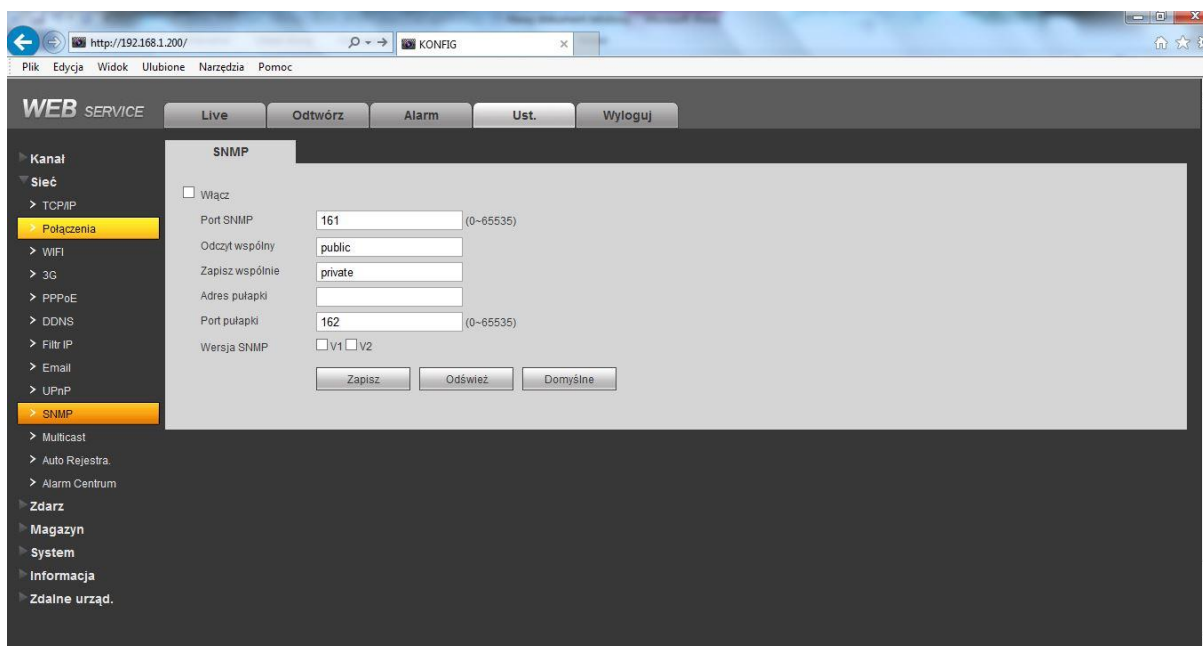 http://192.168.1.200/
KONFIG
Plik Edycja Widok Ulubione Narzędzia Pomoc
WEB SERVICE
Live Odtwórz Alarm Ust. Wyloguj
Kanał
Sieć
TCP/IP
Połączenia
WIFI
3G
PPPoE
DDNS
Filtr IP
Email
UPnP
SNMP
Multicast
Auto Rejestra.
Alarm Centrum
Zdarz
Magazyn
System
Informacja
Zdalne urząd.
SNMP
Włącz
Port SNMP 161 (0~65535)
Odczyt wspólny public
Zapisz wspólnie private
Adres pułapki
Port pułapki 162 (0~65535)
Wersja SNMP V1 V2
Zapisz Odśwież Domyślne